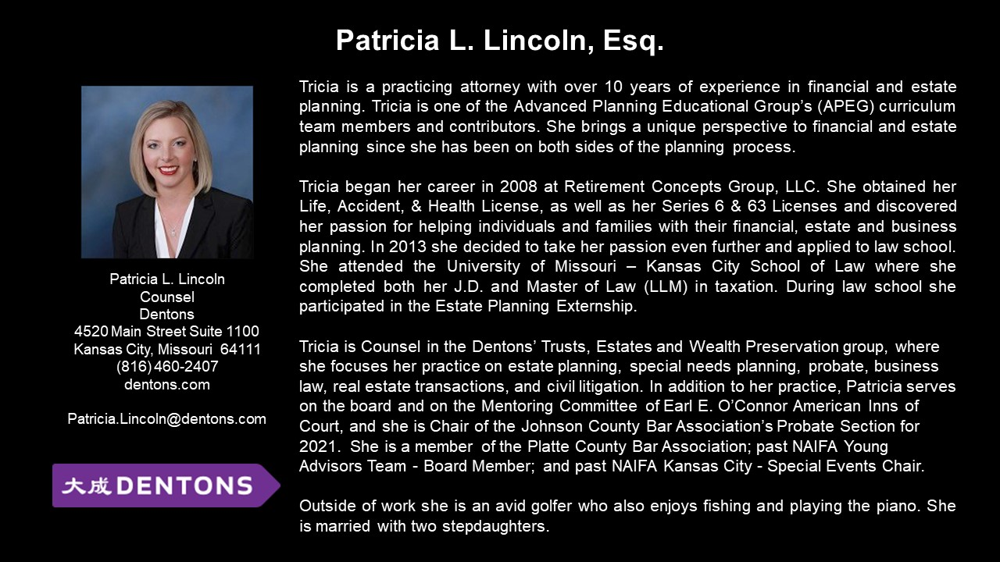 Patricia L. Lincoln, Esq.
Patricia L. Lincoln
Counsel
Dentons
4520 Main Street Suite 1100
Kansas City, Missouri 64111
(816) 460-2407
dentons.com
Patricia.Lincoln@dentons.com
大成DENTONS
Tricia is a practicing attorney with over 10 years of experience in financial and estate
planning. Tricia is one of the Advanced Planning Educational Group’s (APEG) curriculum
team members and contributors. She brings a unique perspective to financial and estate
planning since she has been on both sides of the planning process.
Tricia began her career in 2008 at Retirement Concepts Group, LLC. She obtained her
Life, Accident, & Health License, as well as her Series 6 & 63 Licenses and discovered
her passion for helping individuals and families with their financial, estate and business
planning. In 2013 she decided to take her passion even further and applied to law school.
She attended the University of Missouri – Kansas City School of Law where she
completed both her J.D. and Master of Law (LLM) in taxation. During law school she
participated in the Estate Planning Externship.
Tricia is Counsel in the Dentons’ Trusts, Estates and Wealth Preservation group, where
she focuses her practice on estate planning, special needs planning, probate, business
law, real estate transactions, and civil litigation. In addition to her practice, Patricia serves
on the board and on the Mentoring Committee of Earl E. O’Connor American Inns of
Court, and she is Chair of the Johnson County Bar Association’s Probate Section for
2021. She is a member of the Platte County Bar Association; past NAIFA Young
Advisors Team - Board Member; and past NAIFA Kansas City - Special Events Chair.
Outside of work she is an avid golfer who also enjoys fishing and playing the piano. She
is married with two stepdaughters.